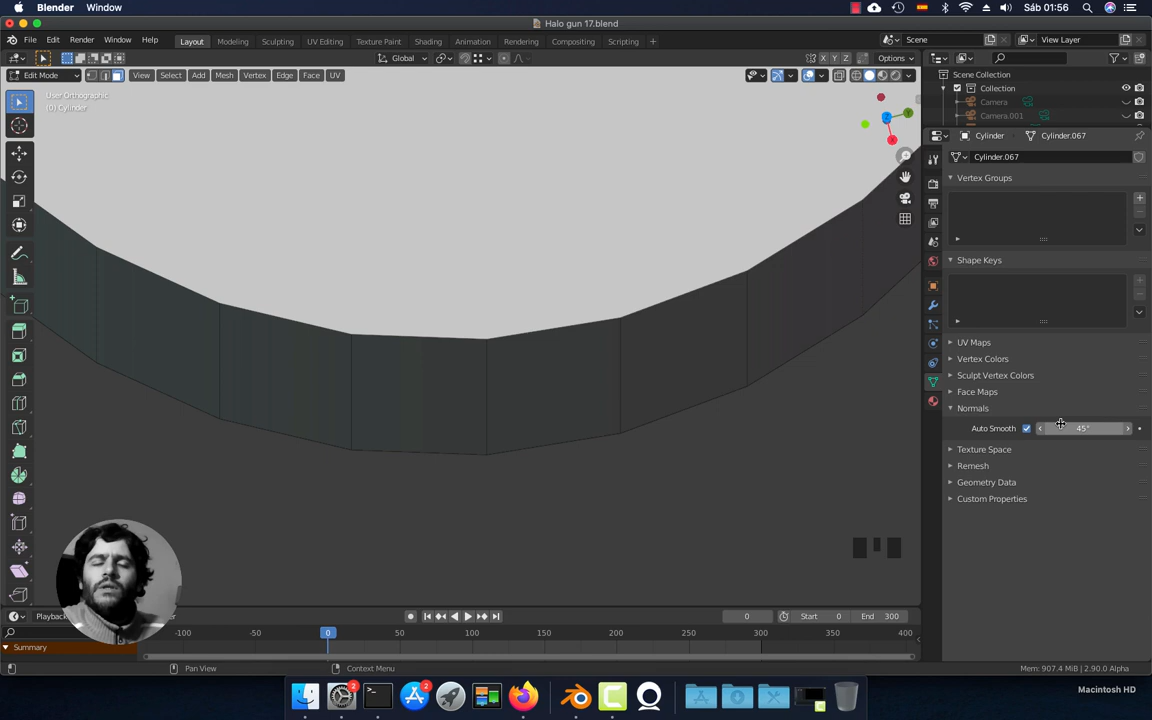 Blender Window Sáb 01:56
Halo gun 17.blend
File Edit Render Window Help Layout Modeling Sculpting UV Editing Texture Paint Shading Animation Rendering Compositing Scripting + Scene View Layer
Global X Y Z Options
Edit Mode View Select Add Mesh Vertex Edge Face UV Scene Collection
Collection
User Orthographic Camera
(0) Cylinder Camera.001
Cylinder Cylinder.067
Cylinder.067
Vertex Groups
Shape Keys
UV Maps
Vertex Colors
Sculpt Vertex Colors
Face Maps
Normals
Auto Smooth 45°
Texture Space
Remesh
Geometry Data
Custom Properties
Playback 0 Start 0 End 300
-100 -50 0 50 100 150 200 250 300 350 400
Summary
Pan View Context Menu Mem: 907.4 MiB | 2.90.0 Alpha
2 2
Macintosh HD